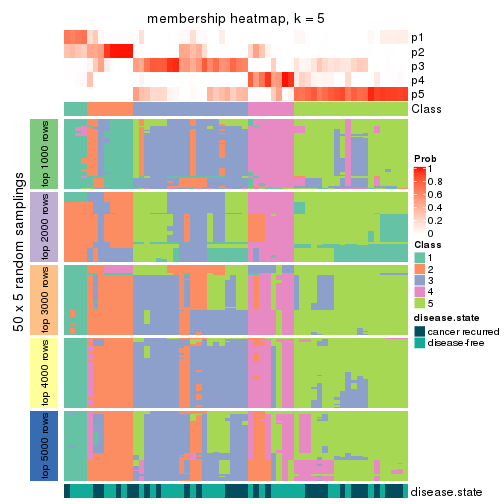 membership heatmap, k = 5
p1
p2
p3
p4
p5
Class
50 x 5 random samplings
top 1000 rows
top 2000 rows
top 3000 rows
top 4000 rows
top 5000 rows
disease.state
Prob
1
0.8
0.6
0.4
0.2
0
Class
1
2
3
4
5
disease.state
cancer recurred
disease-free